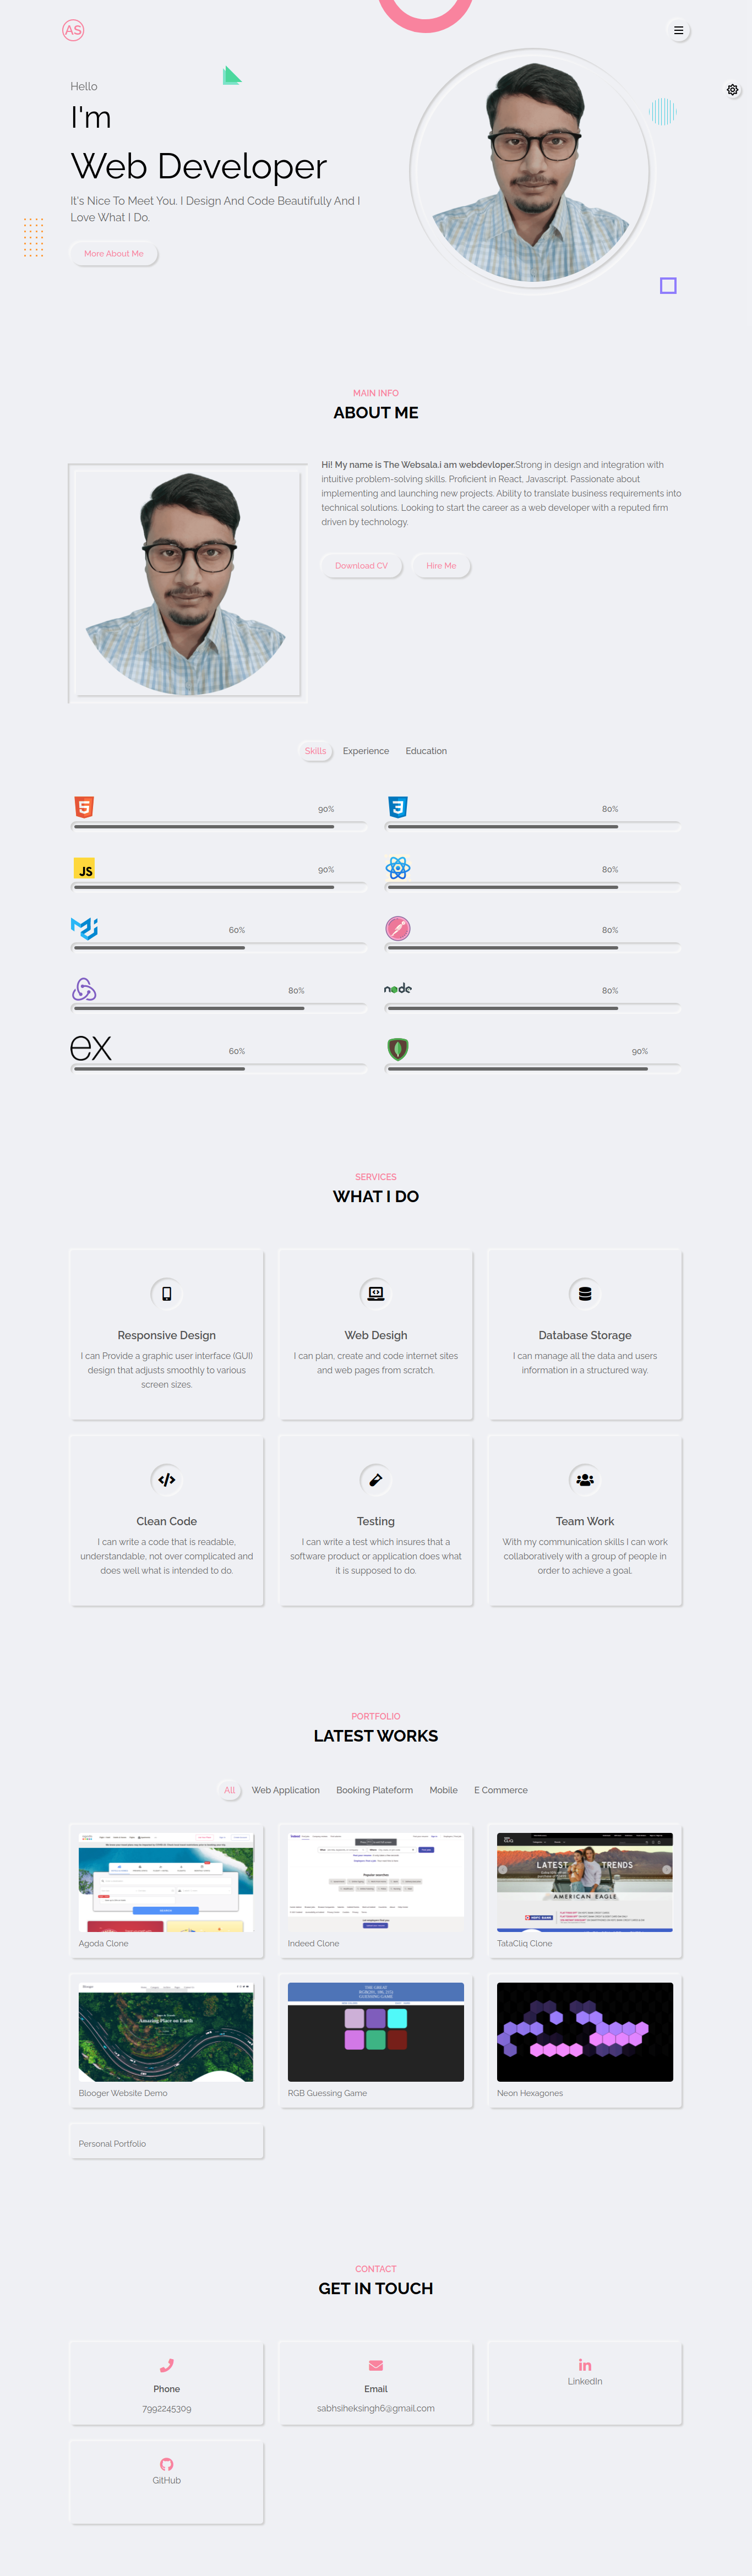 AS
Hello
I'm
Web Developer
It's Nice To Meet You. I Design And Code Beautifully And I
Love What I Do.
More About Me
MAIN INFO
ABOUT ME
Hi! My name is The Websala.i am webdevloper.Strong in design and integration with
intuitive problem-solving skills. Proficient in React, Javascript. Passionate about
implementing and launching new projects. Ability to translate business requirements into
technical solutions. Looking to start the career as a web developer with a reputed firm
driven by technology.
Download CV
Hire Me
Skills
Experience
Education
90%
80%
JS
90%
80%
60%
80%
80%
node
80%
ex
60%
90%
SERVICES
WHAT I DO
Responsive Design
I can Provide a graphic user interface (GUI)
design that adjusts smoothly to various
screen sizes.
Web Desigh
I can plan, create and code internet sites
and web pages from scratch.
Database Storage
I can manage all the data and users
information in a structured way.
Clean Code
I can write a code that is readable,
understandable, not over complicated and
does well what is intended to do.
Testing
I can write a test which insures that a
software product or application does what
it is supposed to do.
Team Work
With my communication skills I can work
collaboratively with a group of people in
order to achieve a goal.
PORTFOLIO
LATEST WORKS
All
Web Application
Booking Plateform
Mobile
E Commerce
Agoda Clone
Popular searches
Indeed Clone
LATEST TRENDS
AMERICAN EAGLE
TataCliq Clone
Amazing Place on Earth
Blooger Website Demo
THE GREAT
GUESSING GAME
RGB Guessing Game
Neon Hexagones
Personal Portfolio
CONTACT
GET IN TOUCH
Phone
7992245309
Email
sabhsiheksingh6@gmail.com
LinkedIn
GitHub